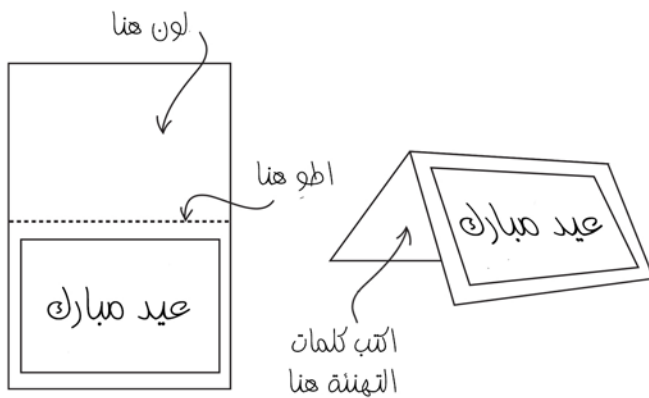 لون هنا
اطوِ هنا
عيد مبارك
عيد مبارك
اكتب كلمات
التهنئة هنا